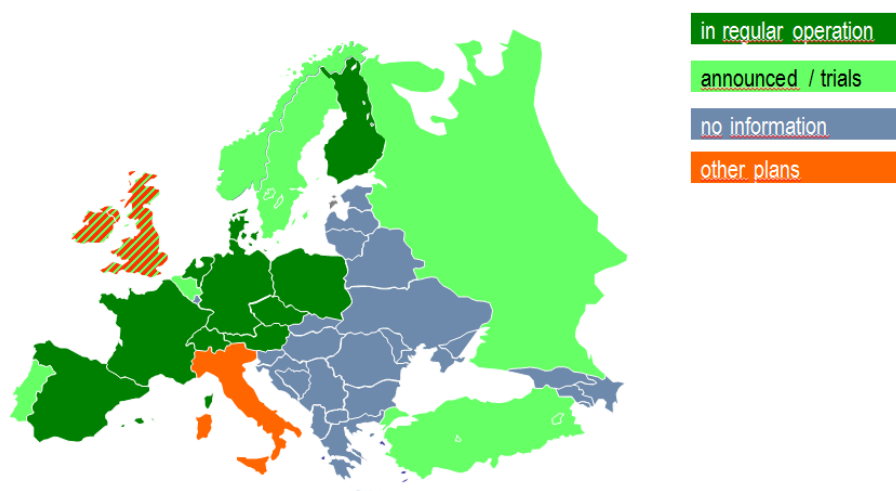 in regular operation
announced / trials
no information
other plans